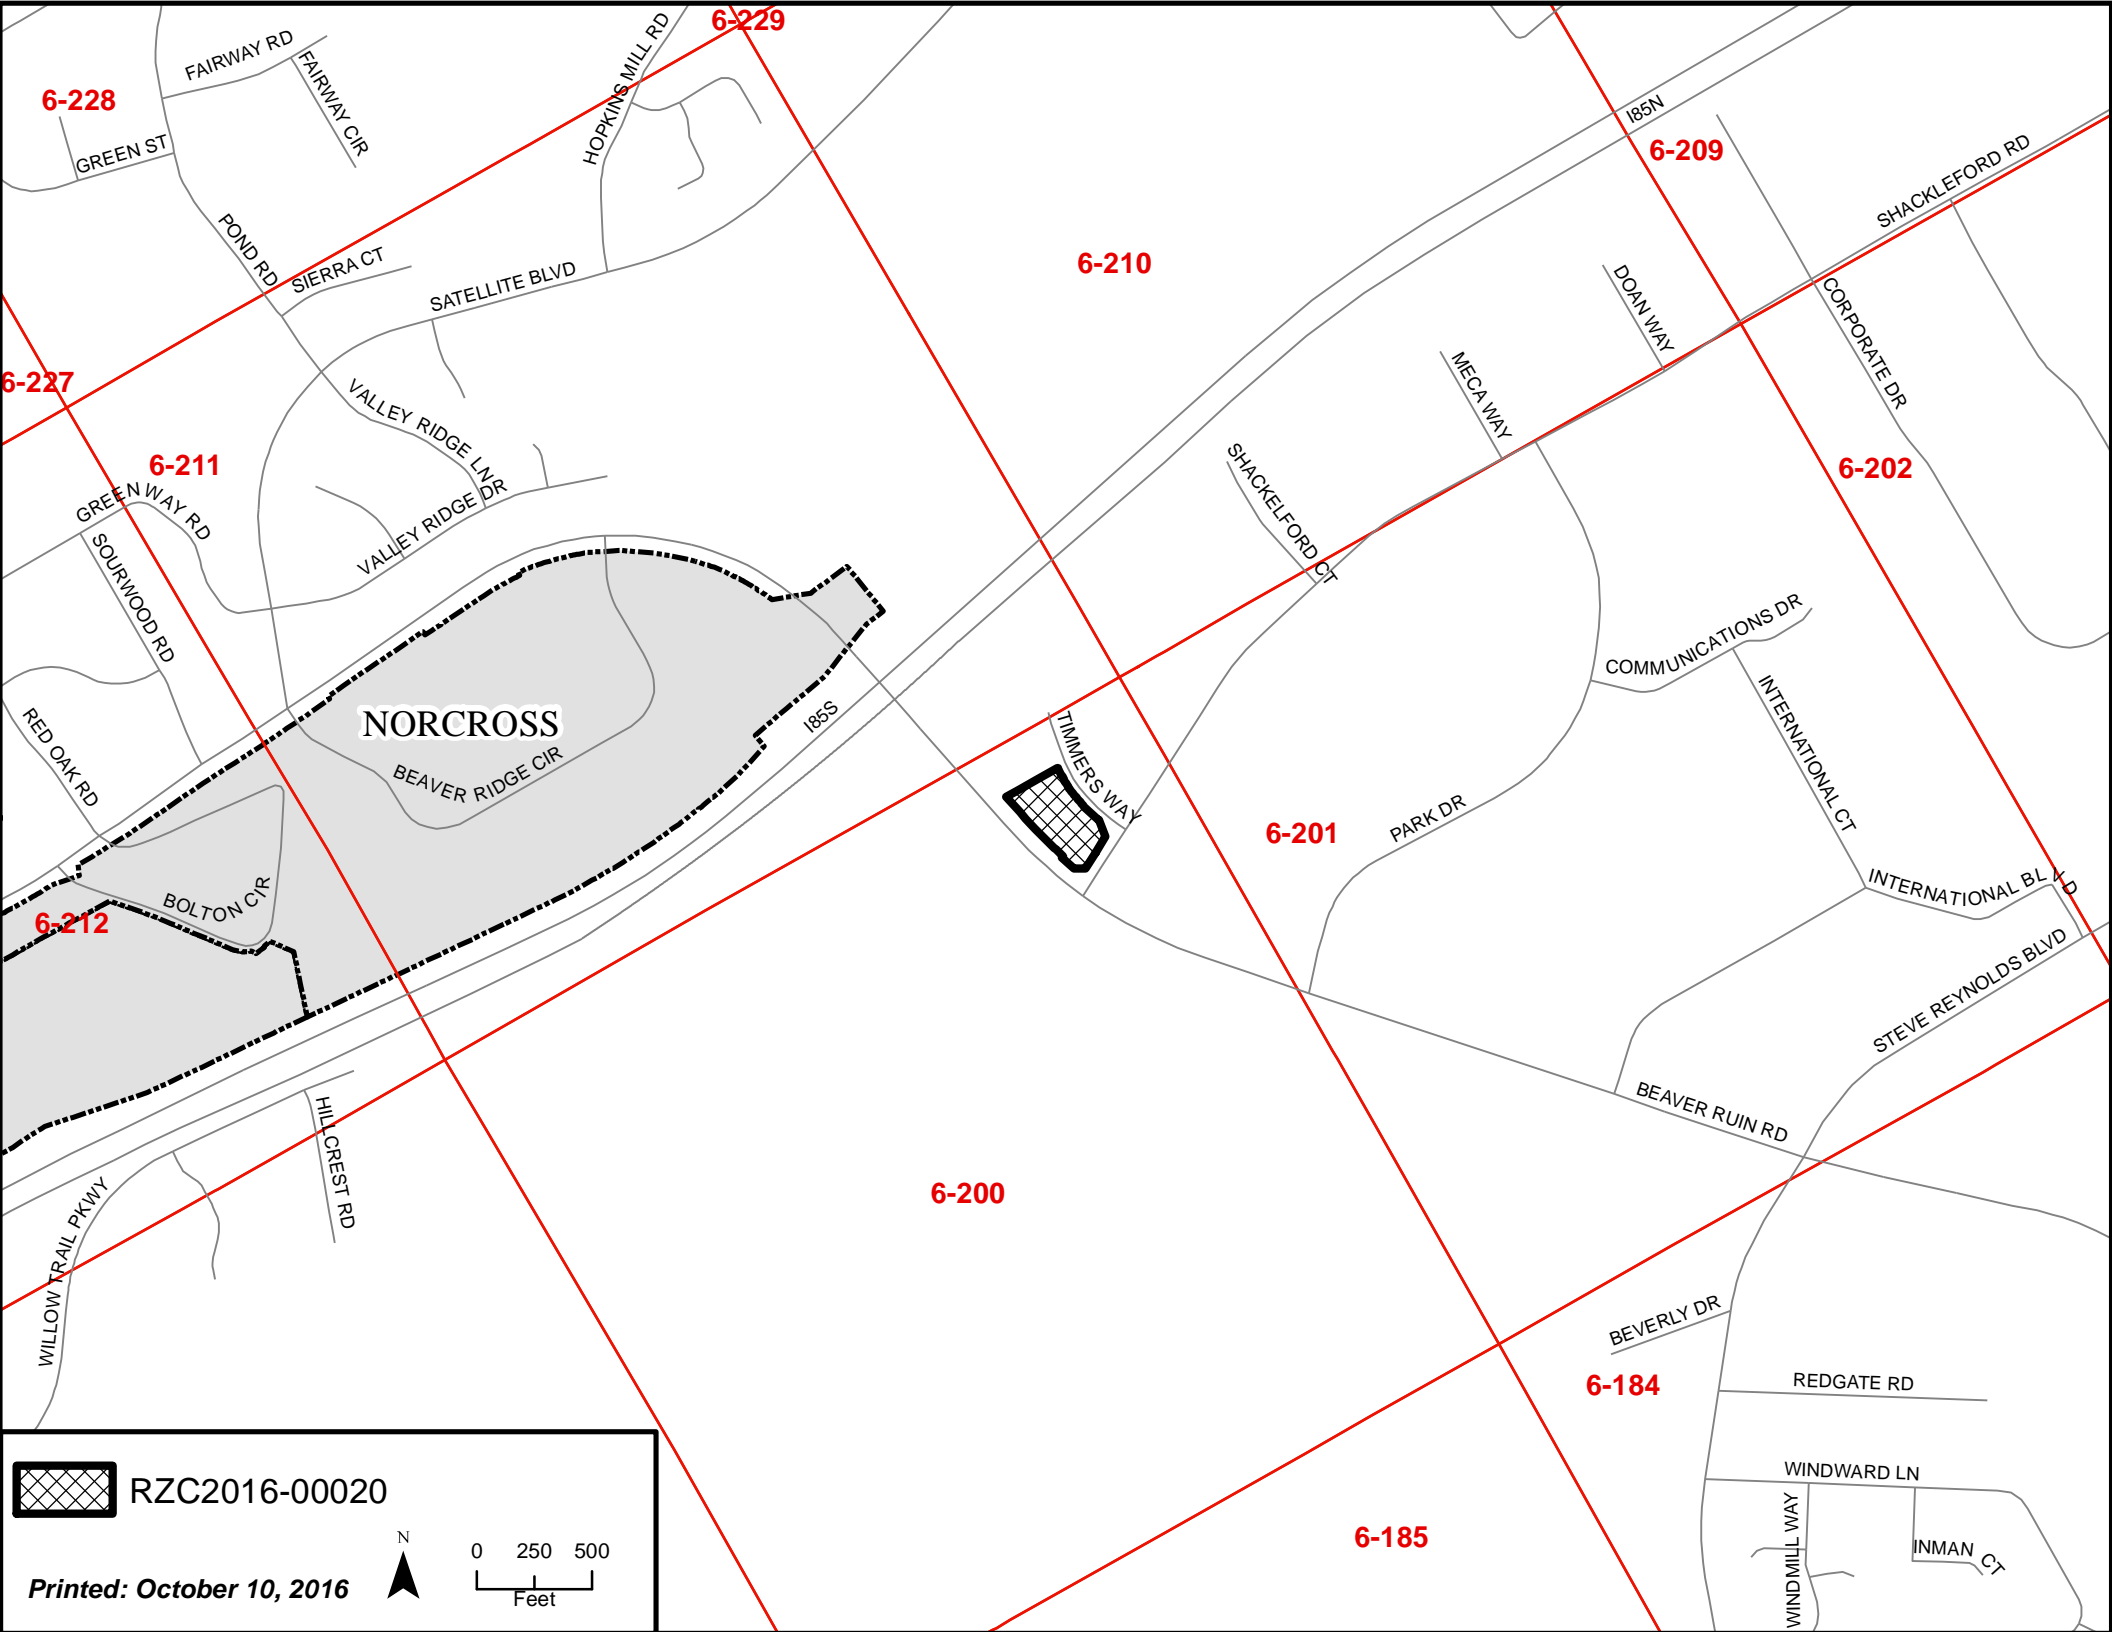 6-229
HOPKINS MILL RD
FAIRWAY RD
FAIRWAY CIR
6-228
GREEN ST
I85N
6-209
SHACKLEFORD RD
POND RD
SIERRA CT
SATELLITE BLVD
6-210
DOAN WAY
CORPORATE DR
6-227
MECA WAY
VALLEY RIDGE LN
6-211
SHACKELFORD CT
6-202
GREENWAY RD
VALLEY RIDGE DR
SOURWOOD RD
COMMUNICATIONS DR
INTERNATIONAL CT
RED OAK RD
NORCROSS
I85S
TIMMERS WAY
BEAVER RIDGE CIR
6-201
PARK DR
BOLTON CIR
INTERNATIONAL BLVD
6-212
STEVE REYNOLDS BLVD
HILLCREST RD
BEAVER RUIN RD
WILLOW TRAIL PKWY
6-200
BEVERLY DR
6-184
REDGATE RD
WINDWARD LN
WINDMILL WAY
INMAN CT
6-185
RZC2016-00020
N
0 250 500
Feet
Printed: October 10, 2016